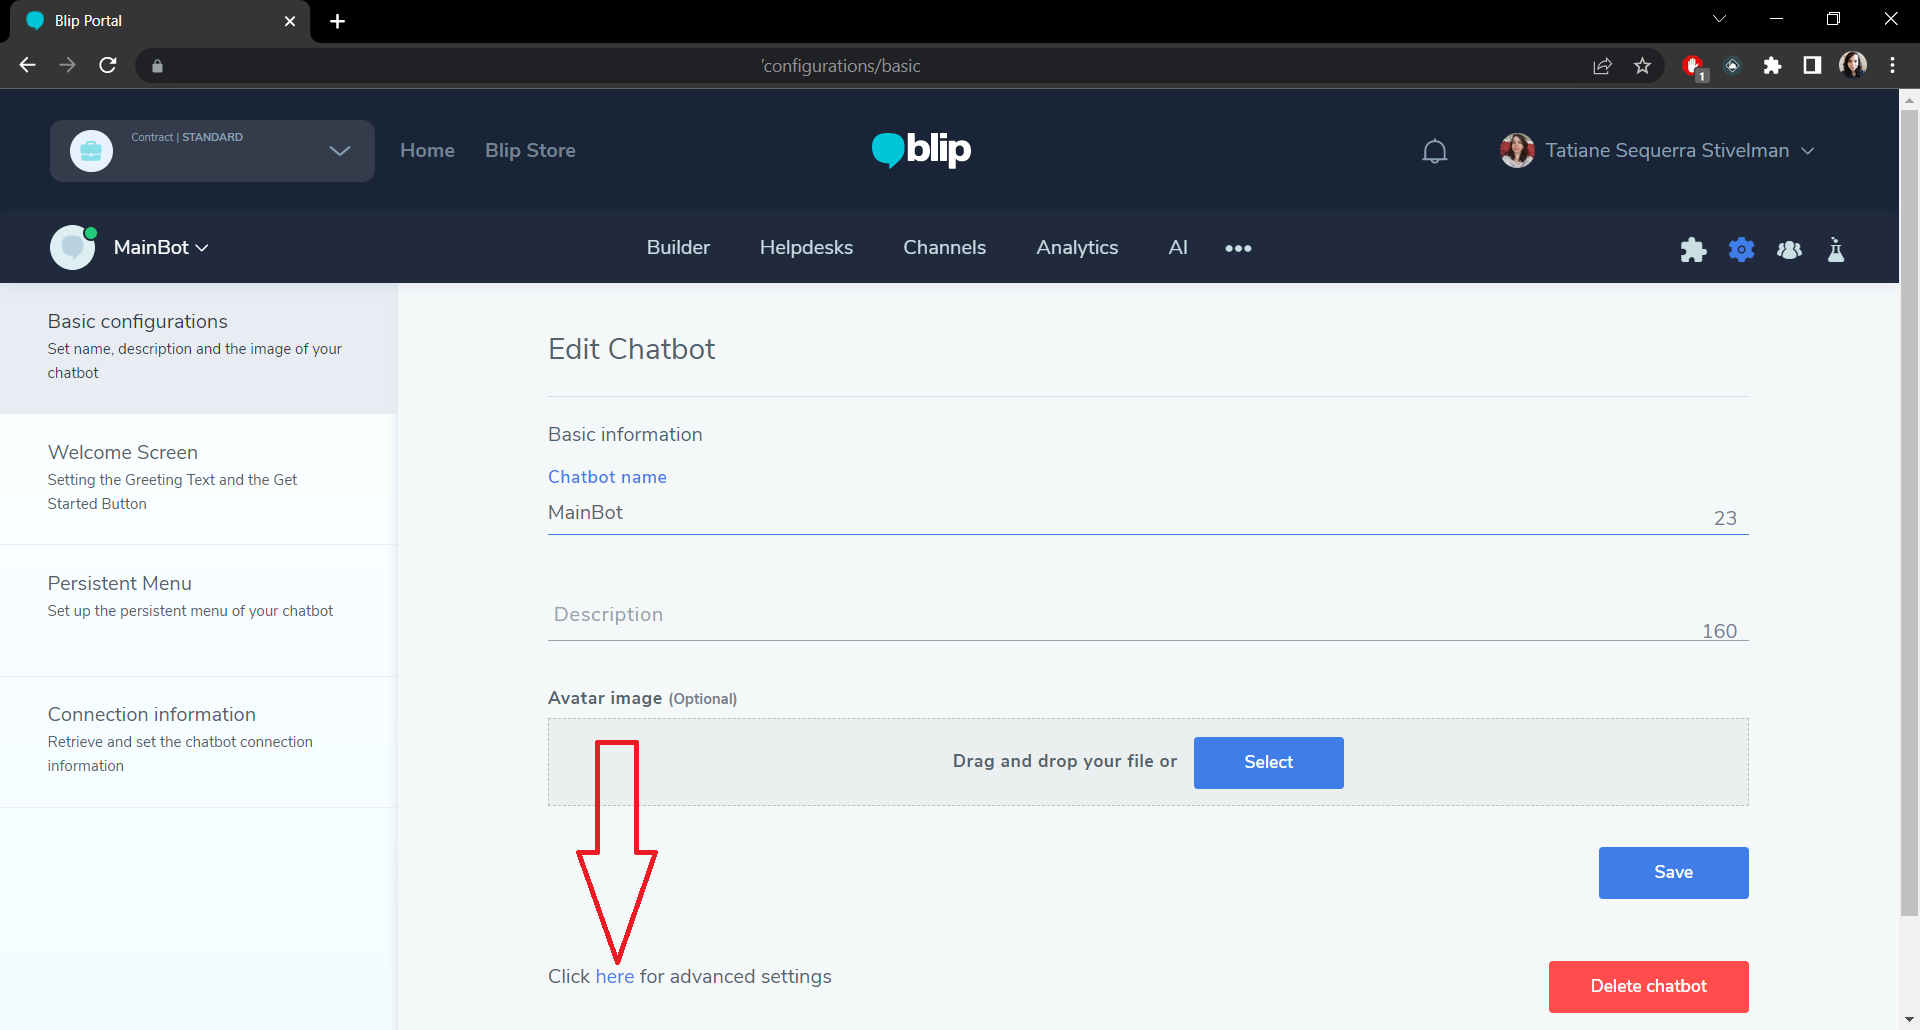 Blip Portal
'configurations/basic
1
Contract | STANDARD
Home
Blip Store
blip
Tatiane Sequerra Stivelman
MainBot
Builder
Helpdesks
Channels
Analytics
AI
Basic configurations
Set name, description and the image of your
chatbot
Welcome Screen
Setting the Greeting Text and the Get
Started Button
Persistent Menu
Set up the persistent menu of your chatbot
Connection information
Retrieve and set the chatbot connection
information
Edit Chatbot
Basic information
Chatbot name
MainBot
23
Description
160
Avatar image (Optional)
Drag and drop your file or
Select
Save
Click here for advanced settings
Delete chatbot